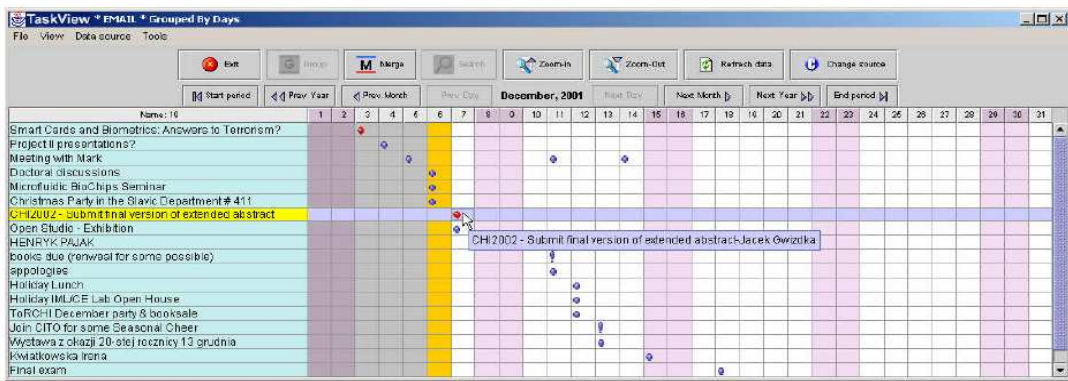 TaskView * EMAIL * Grouped By Days
File View Data source Tools
Exit Group Merge Search Zoom-in Zoom-Out Refresh data Change source
Start period Prev Year Prev Month Prev Day December, 2001 Next Day Next Month Next Year End period
Name: 18 1 2 3 4 5 6 7 8 9 10 11 12 13 14 15 16 17 18 19 20 21 22 23 24 25 26 27 28 29 30 31
Smart Cards and Biometrics: Answers to Terrorism?
Project II presentations?
Meeting with Mark
Doctoral discussions
Microfluidic BioChips Seminar
Christmas Party in the Slavic Department # 411
CHI2002 - Submit final version of extended abstract
Open Studio - Exhibition
HENRYK PAJAK
CHI2002 - Submit final version of extended abstract-Jacek Gwizdka
books due (renweal for some possible)
appologies
Holiday Lunch
Holiday IML/CE Lab Open House
ToRCHI December party & booksale
Join CITO for some Seasonal Cheer
Wystawa z okazji 20-stej rocznicy 13 grudnia
Kwiatkowska Irena
Final exam